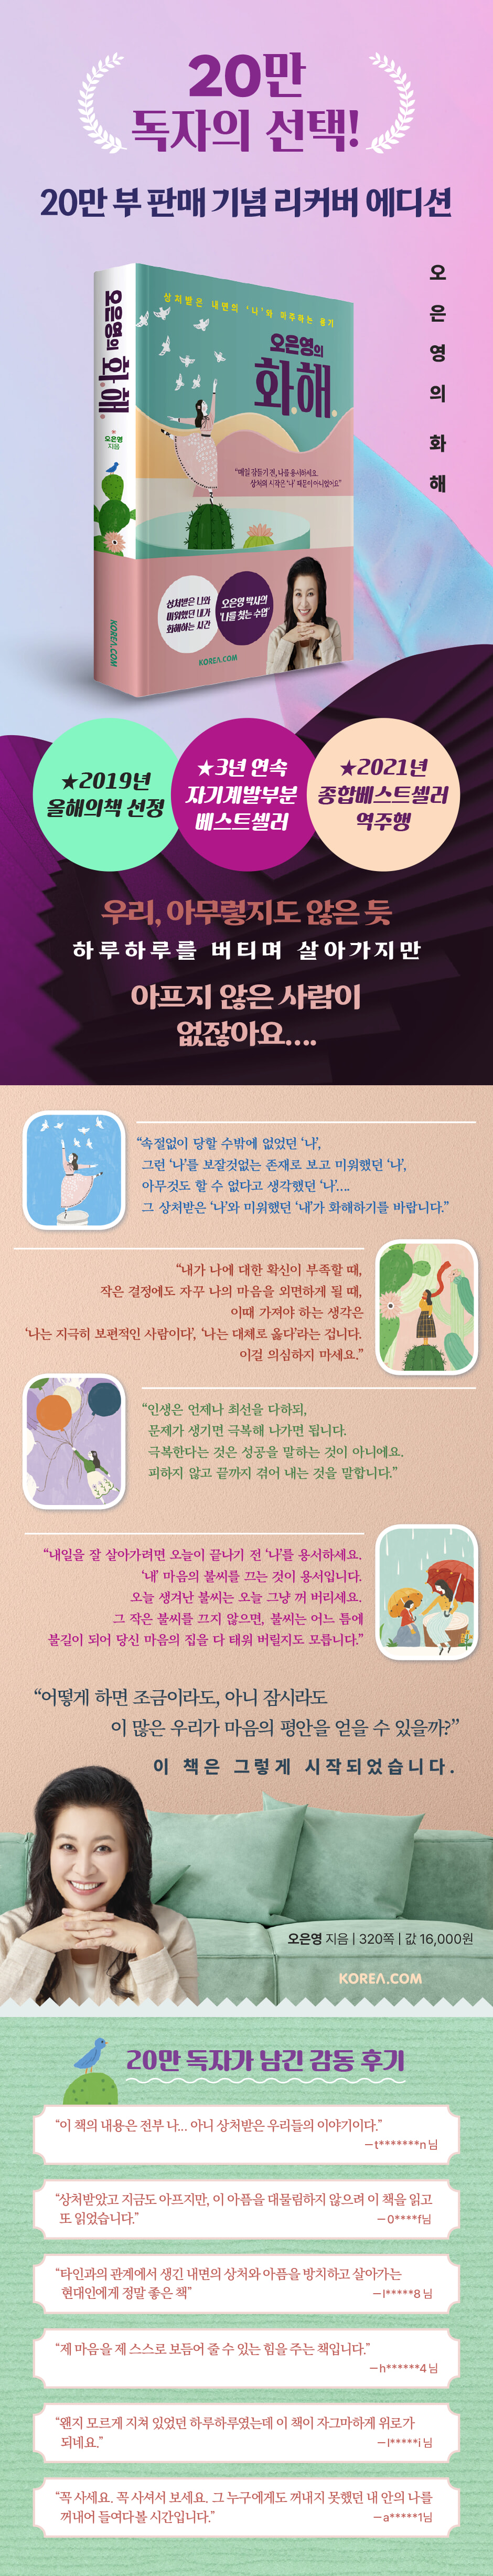 20만
독자의 선택!
20만 부 판매 기념 리커버 에디션
오은영의 화해
오은영의 화해
오은영
지음
KOREA.COM
상처받은 내면의 '나'와 마주하는 용기
오은영의
화해
"매일 잠들기 전, 나를 용서하세요.
상처의 시작은 '나' 때문이 아니었어요"
상처받은 나와
미워했던 내가
화해하는 시간
오은영 박사의
'나를 찾는 수업'
KOREA.COM
★2019년
올해의책 선정
★3년 연속
자기계발부분
베스트셀러
★2021년
종합베스트셀러
역주행
우리, 아무렇지도 않은 듯
하루하루를 버티며 살아가지만
아프지 않은 사람이
없잖아요....
"속절없이 당할 수밖에 없었던 '나',
그런 '나'를 보잘것없는 존재로 보고 미워했던 '나',
아무것도 할 수 없다고 생각했던 '나'....
그 상처받은 '나'와 미워했던 '내'가 화해하기를 바랍니다."
"내가 나에 대한 확신이 부족할 때,
작은 결정에도 자꾸 나의 마음을 외면하게 될 때,
이때 가져야 하는 생각은
'나는 지극히 보편적인 사람이다', '나는 대체로 옳다'라는 겁니다.
이걸 의심하지 마세요."
"인생은 언제나 최선을 다하되,
문제가 생기면 극복해 나가면 됩니다.
극복한다는 것은 성공을 말하는 것이 아니에요.
피하지 않고 끝까지 겪어 내는 것을 말합니다."
"내일을 잘 살아가려면 오늘이 끝나기 전 '나'를 용서하세요.
'내' 마음의 불씨를 끄는 것이 용서입니다.
오늘 생겨난 불씨는 오늘 그냥 꺼 버리세요.
그 작은 불씨를 끄지 않으면, 불씨는 어느 틈에
불길이 되어 당신 마음의 집을 다 태워 버릴지도 모릅니다."
"어떻게 하면 조금이라도, 아니 잠시라도
이 많은 우리가 마음의 평안을 얻을 수 있을까?"
이 책은 그렇게 시작되었습니다.
오은영 지음 | 320쪽 | 값 16,000원
KOREA.COM
20만 독자가 남긴 감동 후기
"이 책의 내용은 전부 나... 아니 상처받은 우리들의 이야기이다."
–t*******n님
"상처받았고 지금도 아프지만, 이 아픔을 대물림하지 않으려 이 책을 읽고
또 읽었습니다."
–0****f님
"타인과의 관계에서 생긴 내면의 상처와 아픔을 방치하고 살아가는
현대인에게 정말 좋은 책"
–l*****8님
"제 마음을 제 스스로 보듬어 줄 수 있는 힘을 주는 책입니다."
–h******4님
"왠지 모르게 지쳐 있었던 하루하루였는데 이 책이 자그마하게 위로가
되네요."
–l*****i님
"꼭 사세요. 꼭 사셔서 보세요. 그 누구에게도 꺼내지 못했던 내 안의 나를
꺼내어 들여다볼 시간입니다."
–a*****1님